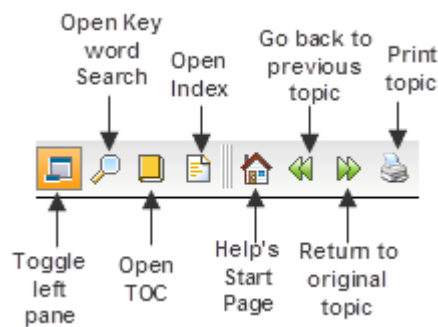 Open Key
word
Search
Open
Index
Go back to
previous
topic
Print
topic
Toggle
left
pane
Open
TOC
Help's
Start
Page
Return to
original
topic